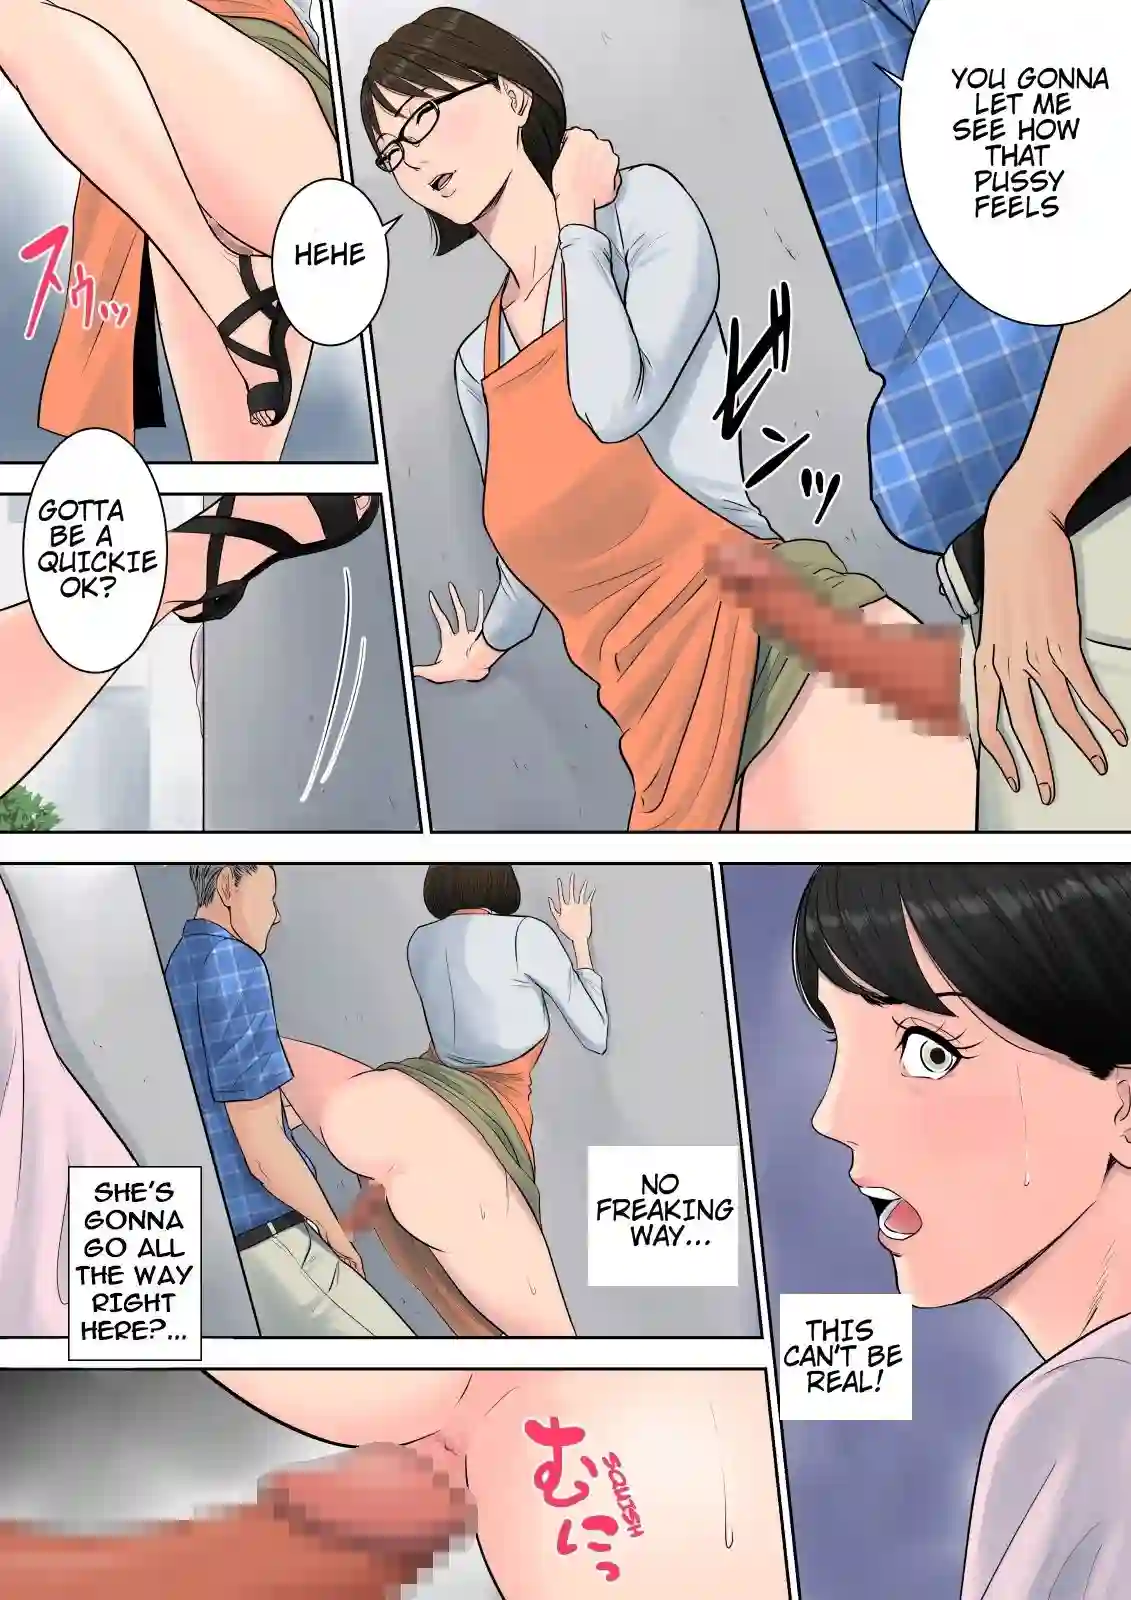 YOU GONNA
LET ME
SEE HOW
THAT
PUSSY
FEELS
HEHE
スゥッ
ビンッ
GOTTA
BE A
QUICKIE
OK?
NO
FREAKING
WAY...
SHE'S
GONNA
GO ALL
THE WAY
RIGHT
HERE?...
THIS
CAN'T BE
REAL!
むにっ
SQUISH